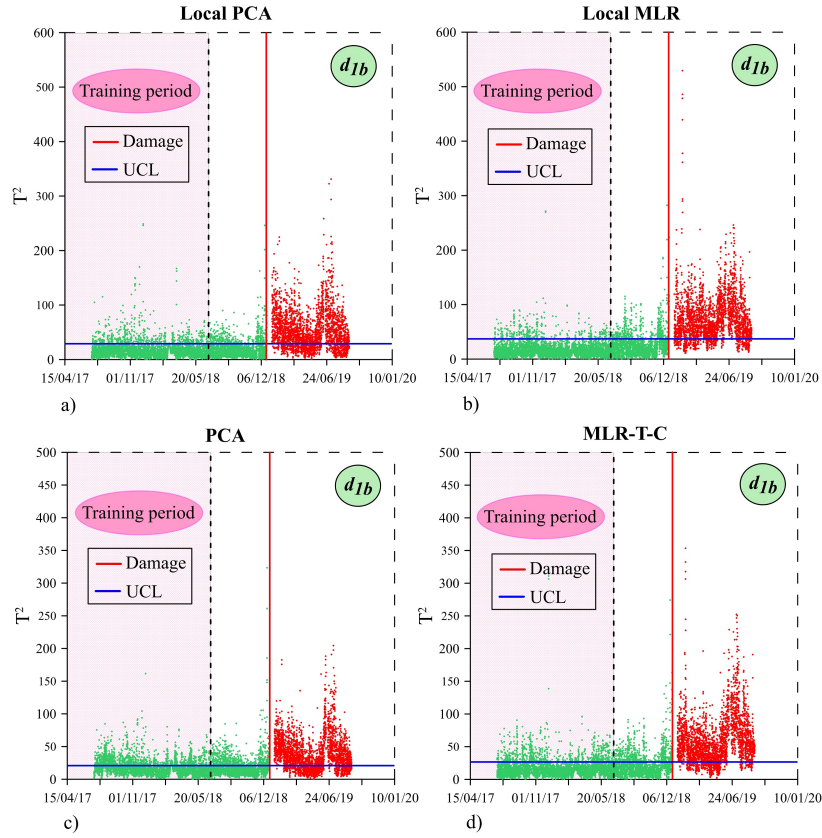 Local PCA
600
500
400
300
200
100
0
T²
Training period
Damage
UCL
d1b
15/04/17 01/11/17 20/05/18 06/12/18 24/06/19 10/01/20
a)
Local MLR
600
500
400
300
200
100
0
T²
Training period
Damage
UCL
d1b
15/04/17 01/11/17 20/05/18 06/12/18 24/06/19 10/01/20
b)
PCA
500
450
400
350
300
250
200
150
100
50
0
T²
Training period
Damage
UCL
d1b
15/04/17 01/11/17 20/05/18 06/12/18 24/06/19 10/01/20
c)
MLR-T-C
500
450
400
350
300
250
200
150
100
50
0
T²
Training period
Damage
UCL
d1b
15/04/17 01/11/17 20/05/18 06/12/18 24/06/19 10/01/20
d)